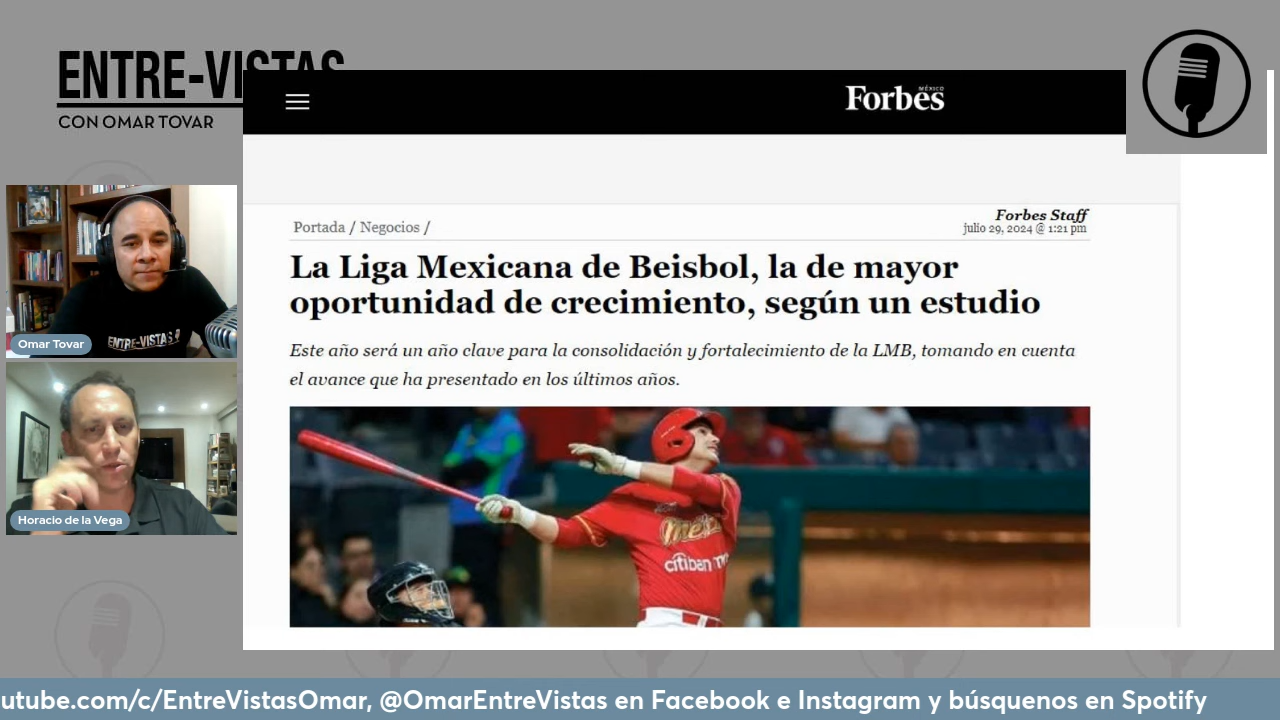 ENTRE-VISTAS
CON OMAR TOVAR
Forbes
MÉXICO
Portada / Negocios /
Forbes Staff
julio 29, 2024 @ 1:21 pm
La Liga Mexicana de Beisbol, la de mayor
oportunidad de crecimiento, según un estudio
Este año será un año clave para la consolidación y fortalecimiento de la LMB, tomando en cuenta
el avance que ha presentado en los últimos años.
ENTRE-VISTAS
Omar Tovar
Horacio de la Vega
citiban
utube.com/c/EntreVistasOmar, @OmarEntreVistas en Facebook e Instagram y búsquenos en Spotify